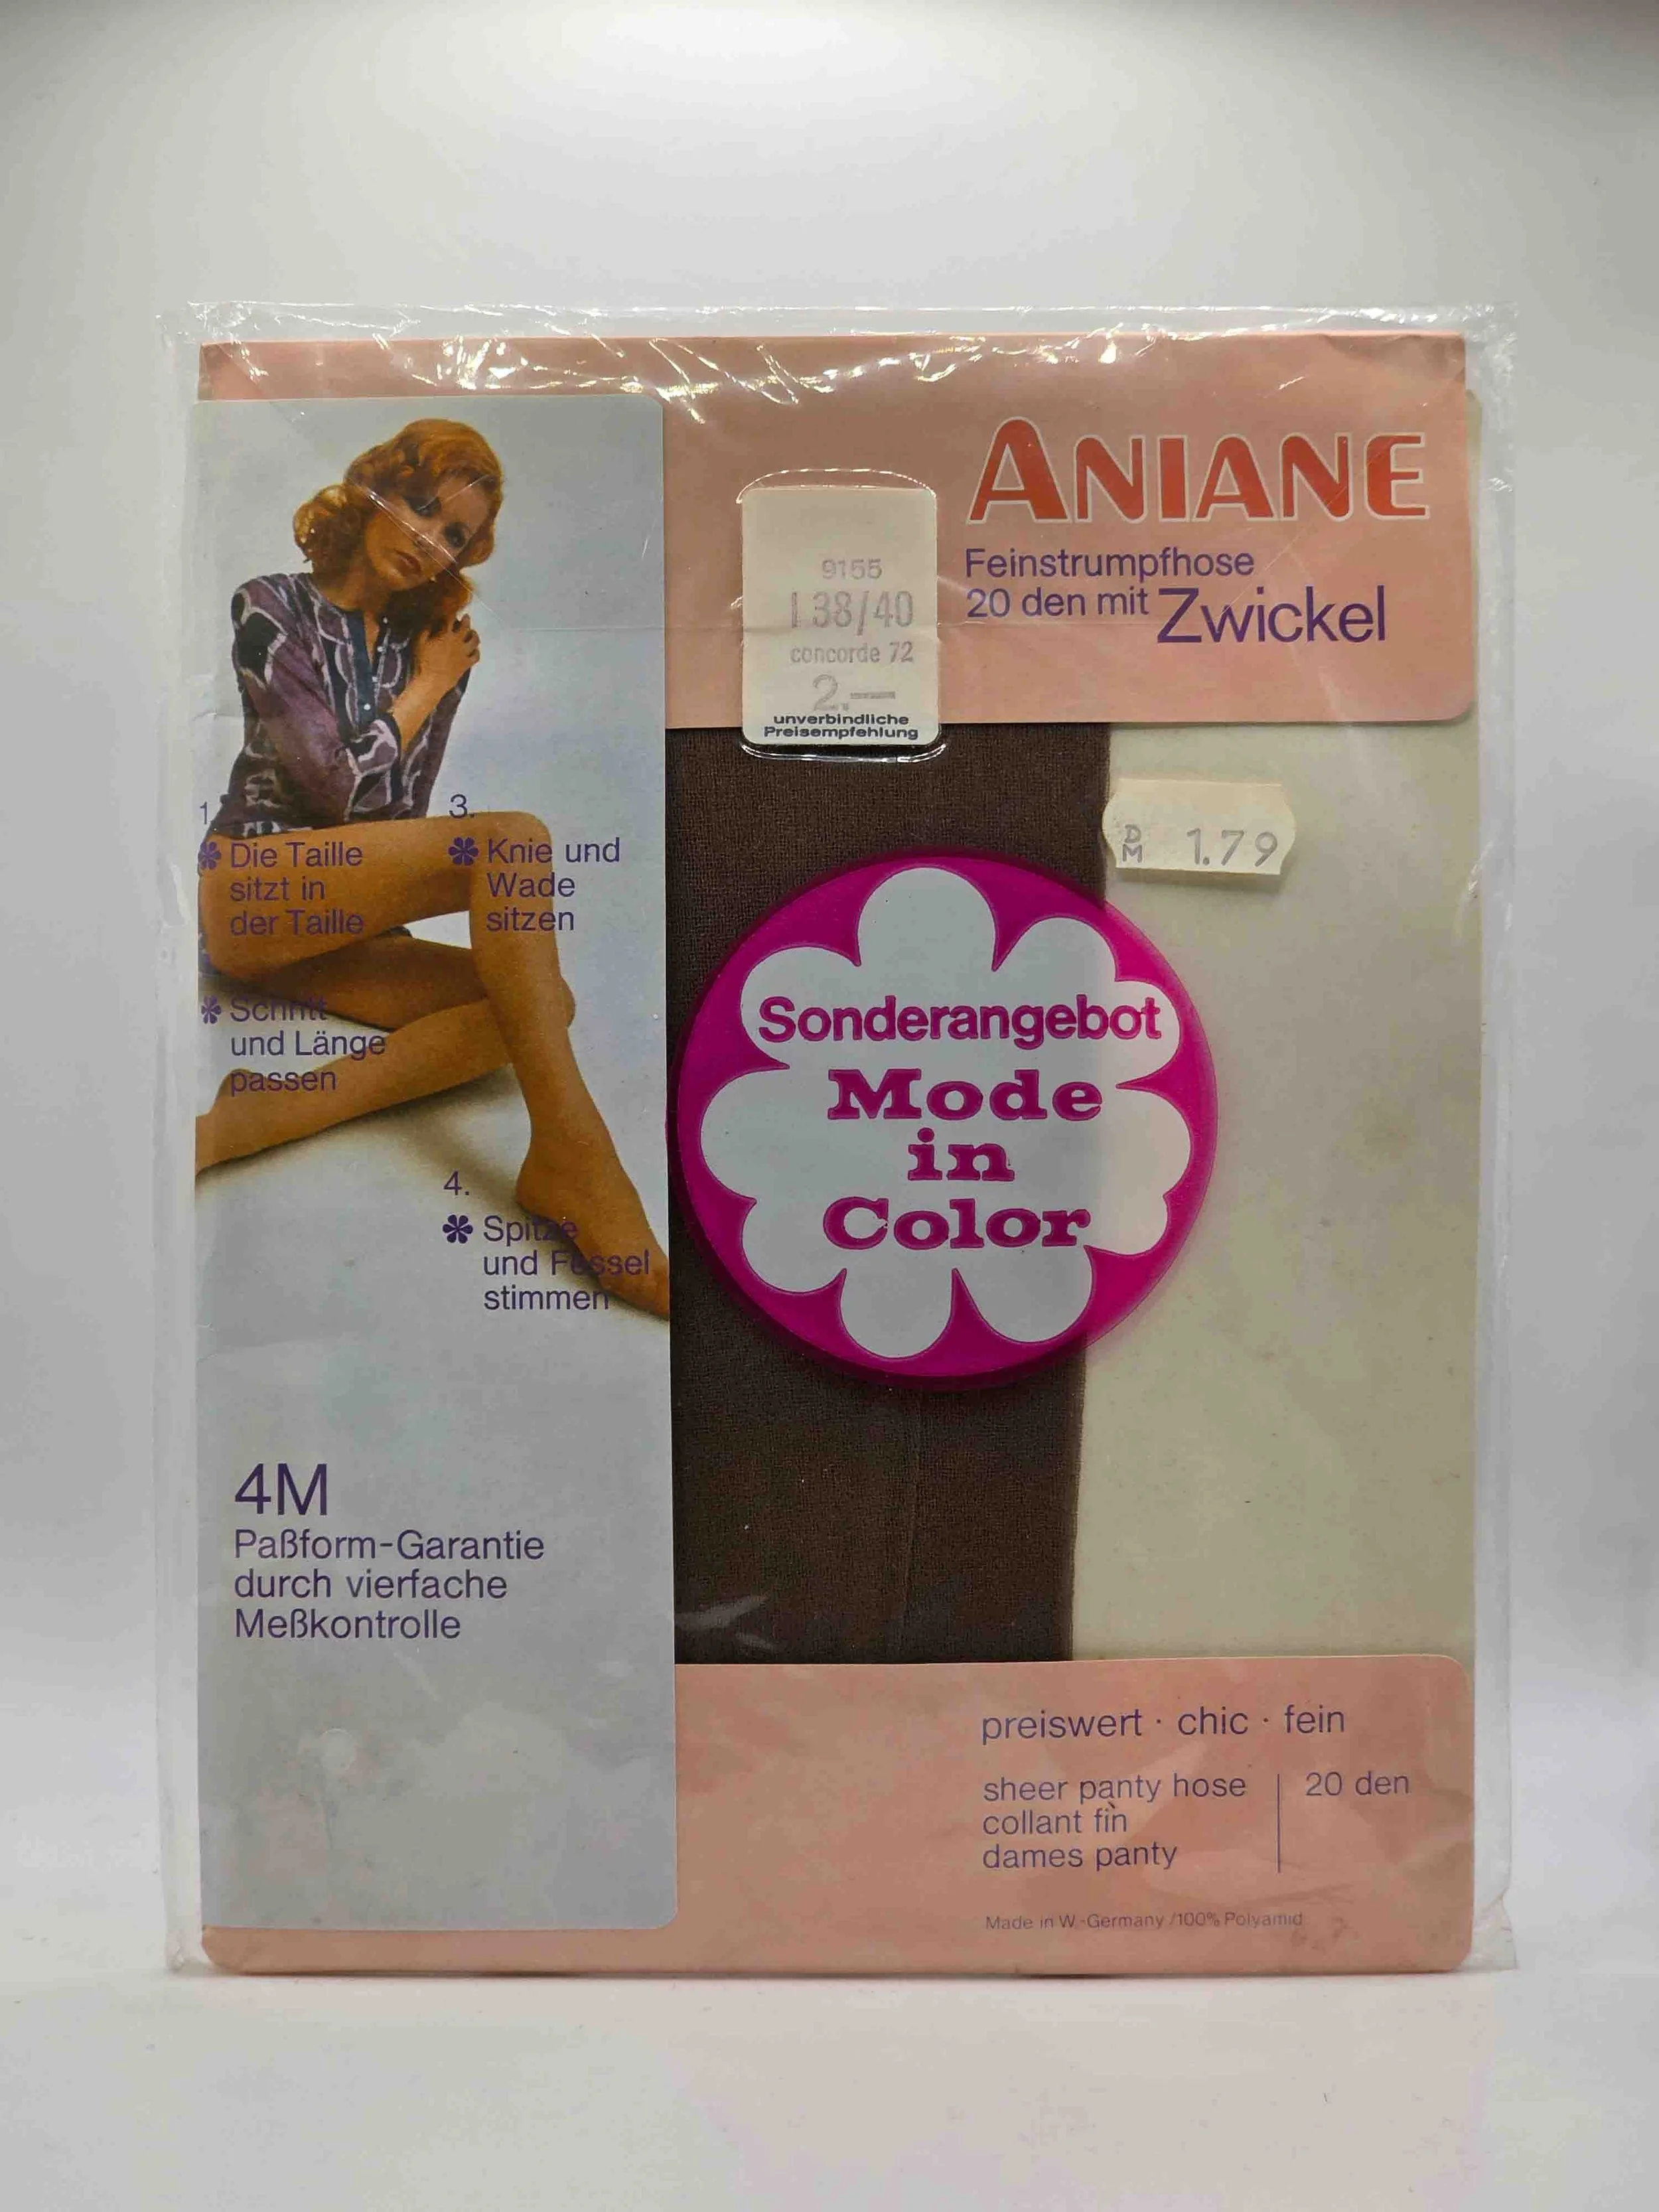 ANIANE
Feinstrumpfhose
20 den mit Zwickel
9155
I 38/40
concorde 72
2.—
unverbindliche
Preisempfehlung
DM 1.79
1.
Die Taille
sitzt in
der Taille
3.
Knie und
Wade
sitzen
Schritt
und Länge
passen
4.
Spitze
und Fessel
stimmen
Sonderangebot
Mode
in
Color
4M
Paßform-Garantie
durch vierfache
Meßkontrolle
preiswert · chic · fein
sheer panty hose
collant fin
dames panty
20 den
Made in W.-Germany /100% Polyamid